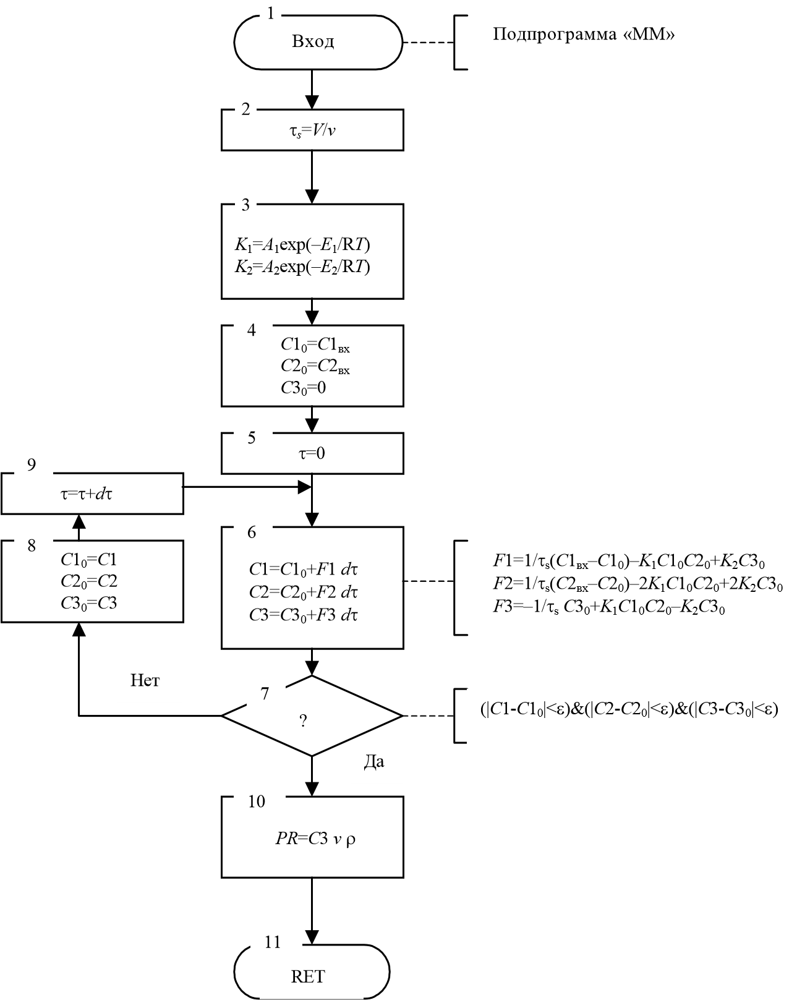 1
Вход
Подпрограмма «ММ»
2
τs=V/v
3
K1=A1exp(–E1/RT)
K2=A2exp(–E2/RT)
4
C10=C1вх
C20=C2вх
C30=0
5
τ=0
9
τ=τ+dτ
6
C1=C10+F1 dτ
C2=C20+F2 dτ
C3=C30+F3 dτ
F1=1/τs(C1вх–C10)–K1C10C20+K2C30
F2=1/τs(C2вх–C20)–2K1C10C20+2K2C30
F3=–1/τs C30+K1C10C20–K2C30
8
C10=C1
C20=C2
C30=C3
Нет
7
?
(|C1-C10|<ε)&(|C2-C20|<ε)&(|C3-C30|<ε)
Да
10
PR=C3 v ρ
11
RET